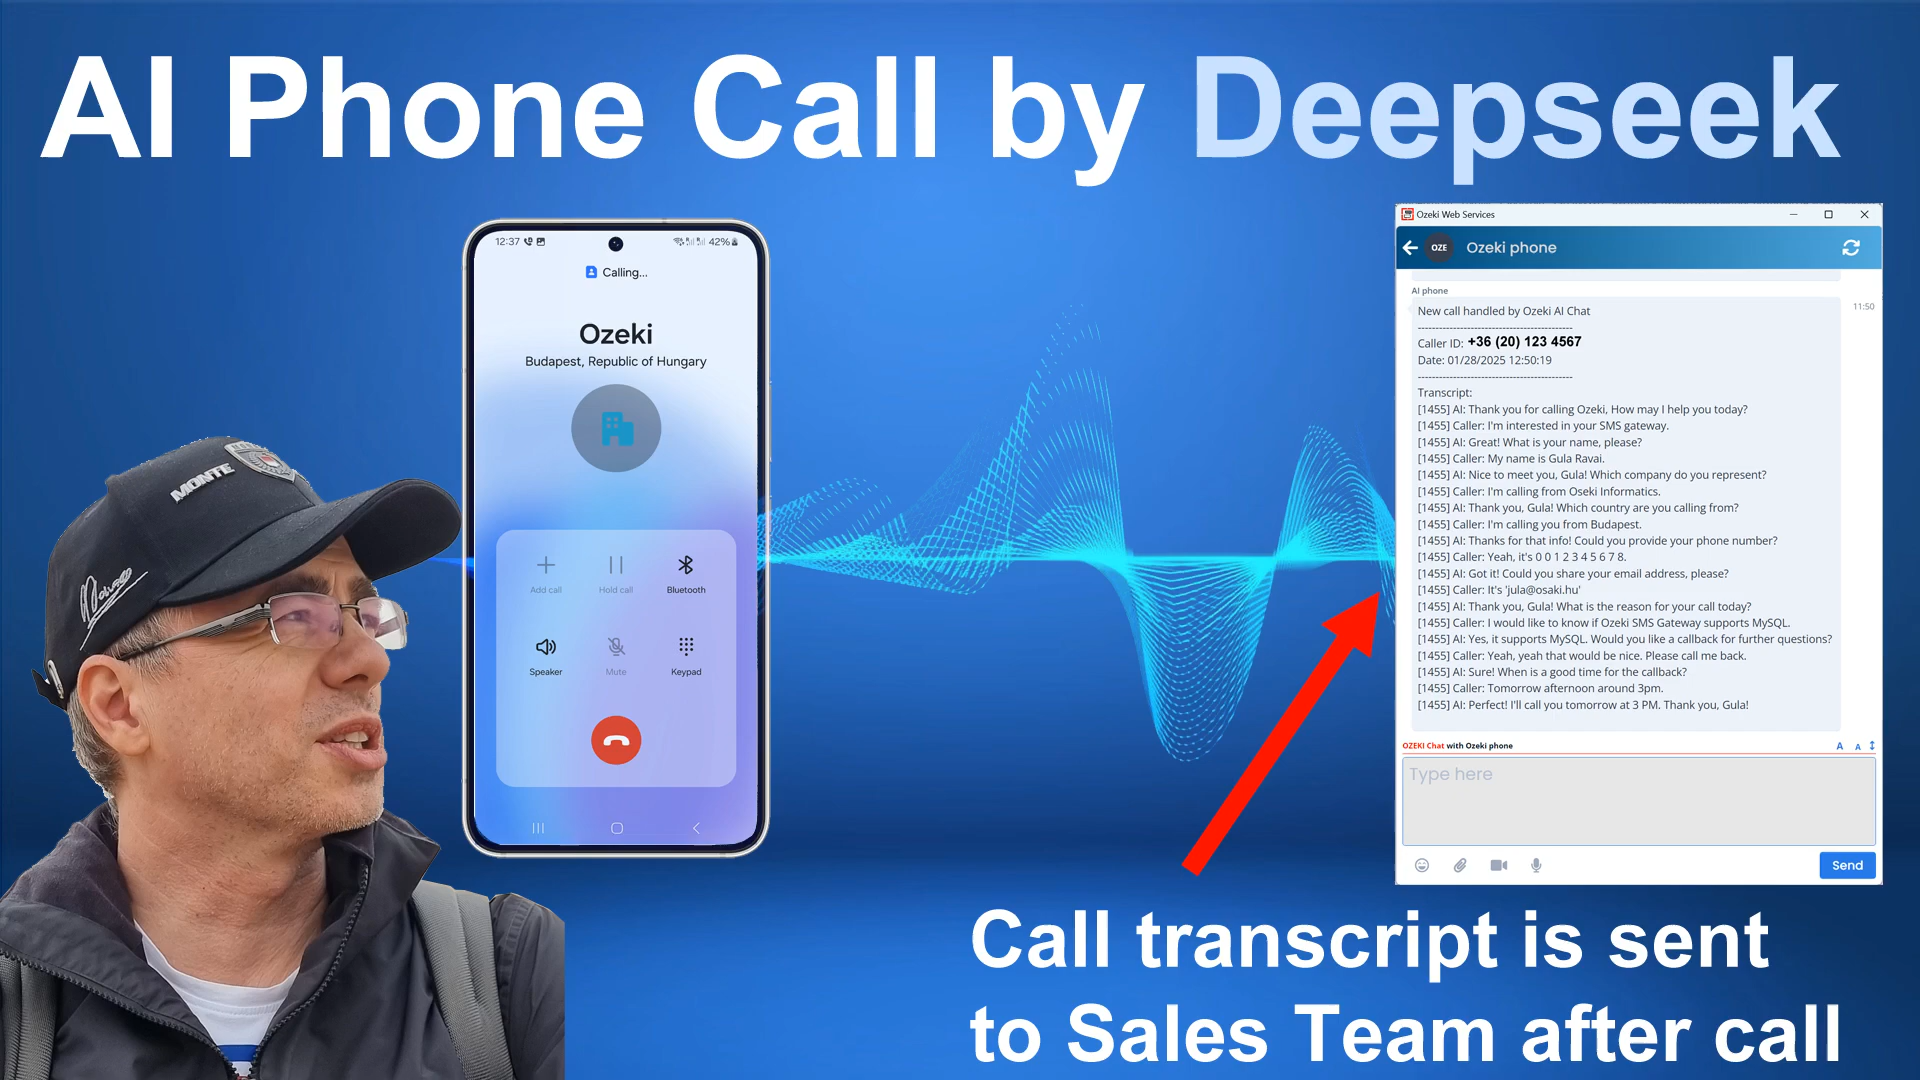 AI Phone Call by Deepseek
12:37 42%
Calling...
Ozeki
Budapest, Republic of Hungary
Add call Hold call Bluetooth
Speaker Mute Keypad
MONTE
Ozeki Web Services
OZE Ozeki phone
AI phone
11:50
New call handled by Ozeki AI Chat
--------------------------------------------
Caller ID: +36 (20) 123 4567
Date: 01/28/2025 12:50:19
--------------------------------------------
Transcript:
[1455] AI: Thank you for calling Ozeki, How may I help you today?
[1455] Caller: I'm interested in your SMS gateway.
[1455] AI: Great! What is your name, please?
[1455] Caller: My name is Gula Ravai.
[1455] AI: Nice to meet you, Gula! Which company do you represent?
[1455] Caller: I'm calling from Oseki Informatics.
[1455] AI: Thank you, Gula! Which country are you calling from?
[1455] Caller: I'm calling you from Budapest.
[1455] AI: Thanks for that info! Could you provide your phone number?
[1455] Caller: Yeah, it's 0 0 1 2 3 4 5 6 7 8.
[1455] AI: Got it! Could you share your email address, please?
[1455] Caller: It's 'jula@osaki.hu'
[1455] AI: Thank you, Gula! What is the reason for your call today?
[1455] Caller: I would like to know if Ozeki SMS Gateway supports MySQL.
[1455] AI: Yes, it supports MySQL. Would you like a callback for further questions?
[1455] Caller: Yeah, yeah that would be nice. Please call me back.
[1455] AI: Sure! When is a good time for the callback?
[1455] Caller: Tomorrow afternoon around 3pm.
[1455] AI: Perfect! I'll call you tomorrow at 3 PM. Thank you, Gula!
OZEKI Chat with Ozeki phone A A
Type here
Send
Call transcript is sent
to Sales Team after call